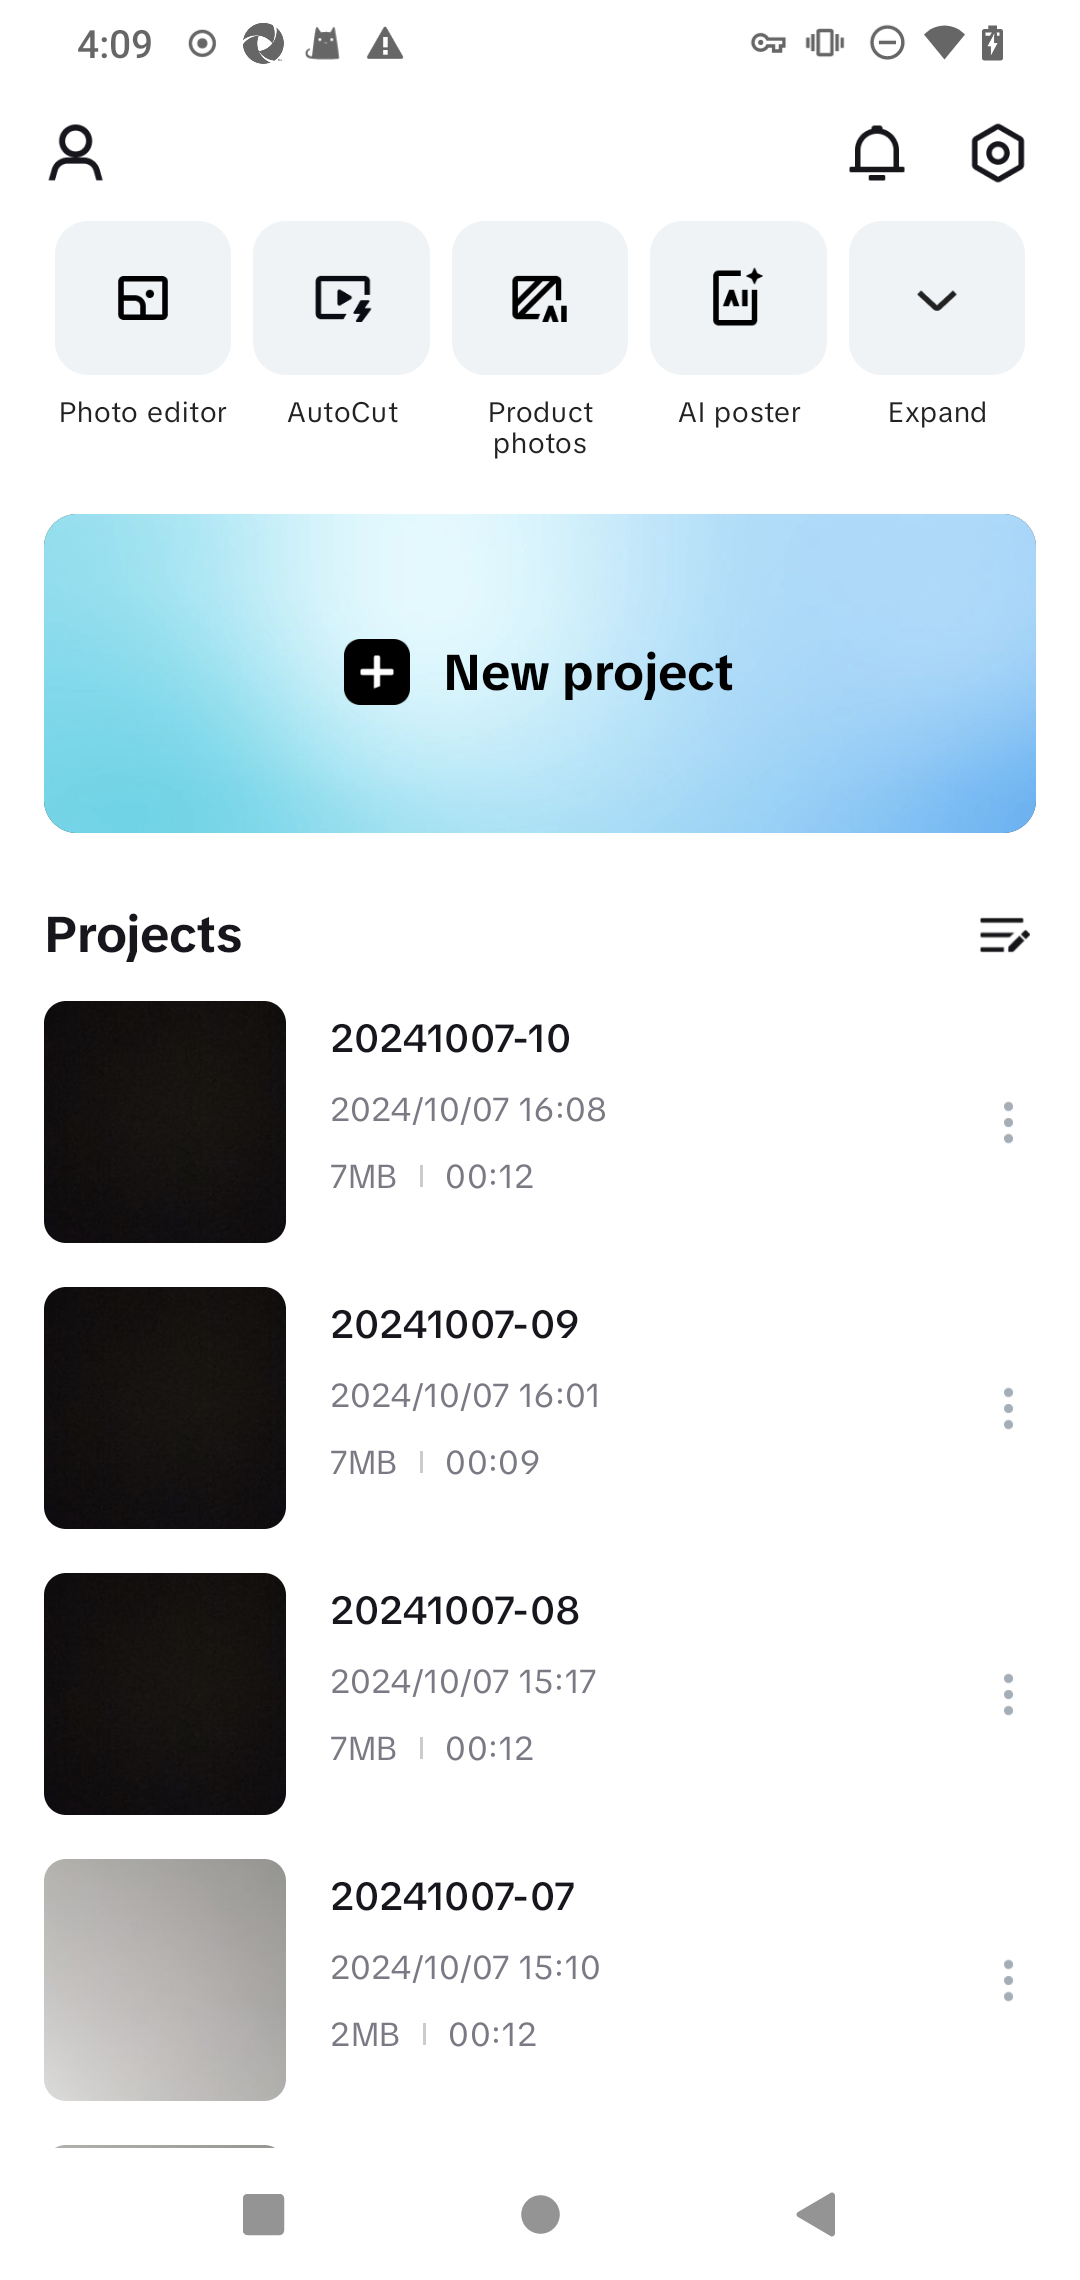 4:09
Photo editor
AutoCut
Product
photos
AI
AI poster
AI
Expand
New project
Projects
20241007-10
2024/10/07 16:08
7MB | 00:12
20241007-09
2024/10/07 16:01
7MB | 00:09
20241007-08
2024/10/07 15:17
7MB | 00:12
20241007-07
2024/10/07 15:10
2MB | 00:12